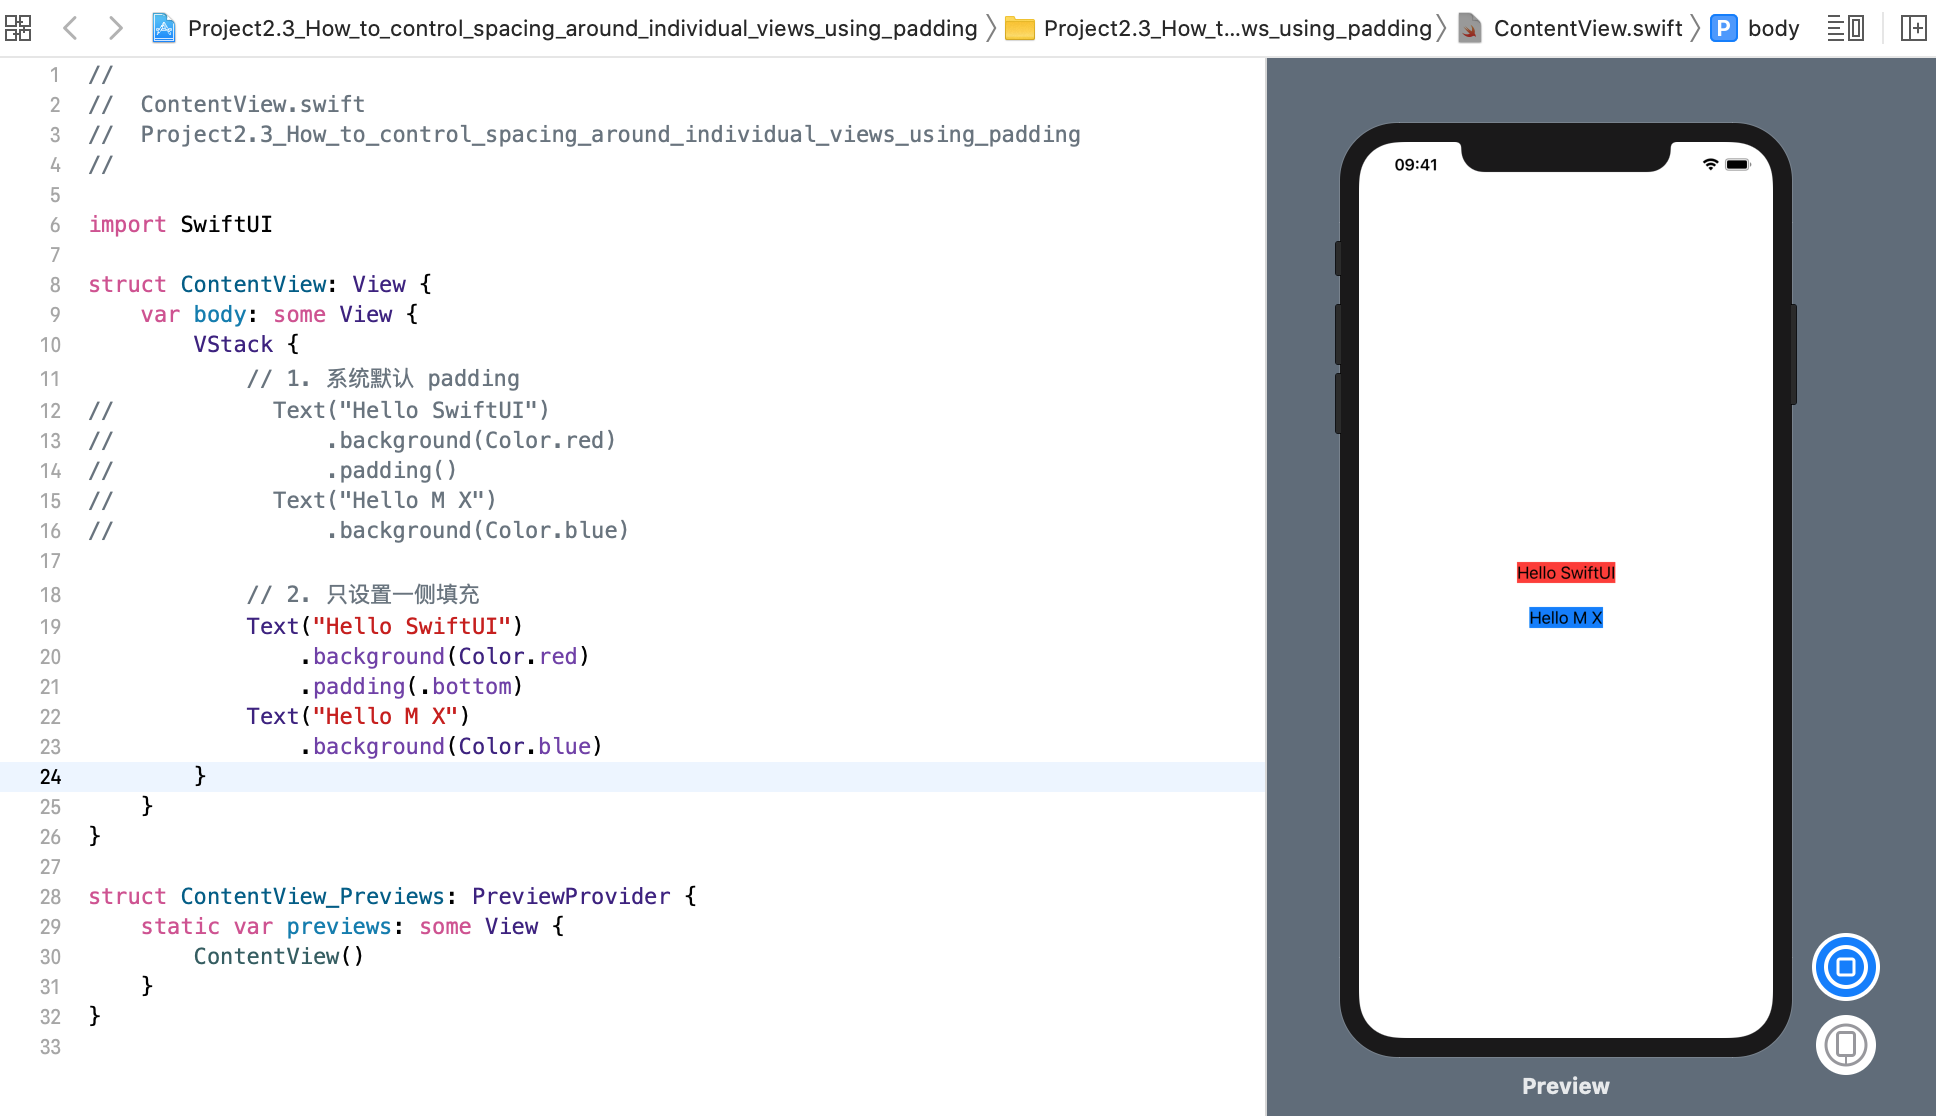 Project2.3_How_to_control_spacing_around_individual_views_using_padding Project2.3_How_t...ws_using_padding ContentView.swift P body
1 //
2 //  ContentView.swift
3 //  Project2.3_How_to_control_spacing_around_individual_views_using_padding
4 //
5
6 import SwiftUI
7
8 struct ContentView: View {
9     var body: some View {
10         VStack {
11             // 1. 系统默认 padding
12 //            Text("Hello SwiftUI")
13 //                .background(Color.red)
14 //                .padding()
15 //            Text("Hello M X")
16 //                .background(Color.blue)
17
18             // 2. 只设置一侧填充
19             Text("Hello SwiftUI")
20                 .background(Color.red)
21                 .padding(.bottom)
22             Text("Hello M X")
23                 .background(Color.blue)
24         }
25     }
26 }
27
28 struct ContentView_Previews: PreviewProvider {
29     static var previews: some View {
30         ContentView()
31     }
32 }
33
09:41
Hello SwiftUI
Hello M X
Preview